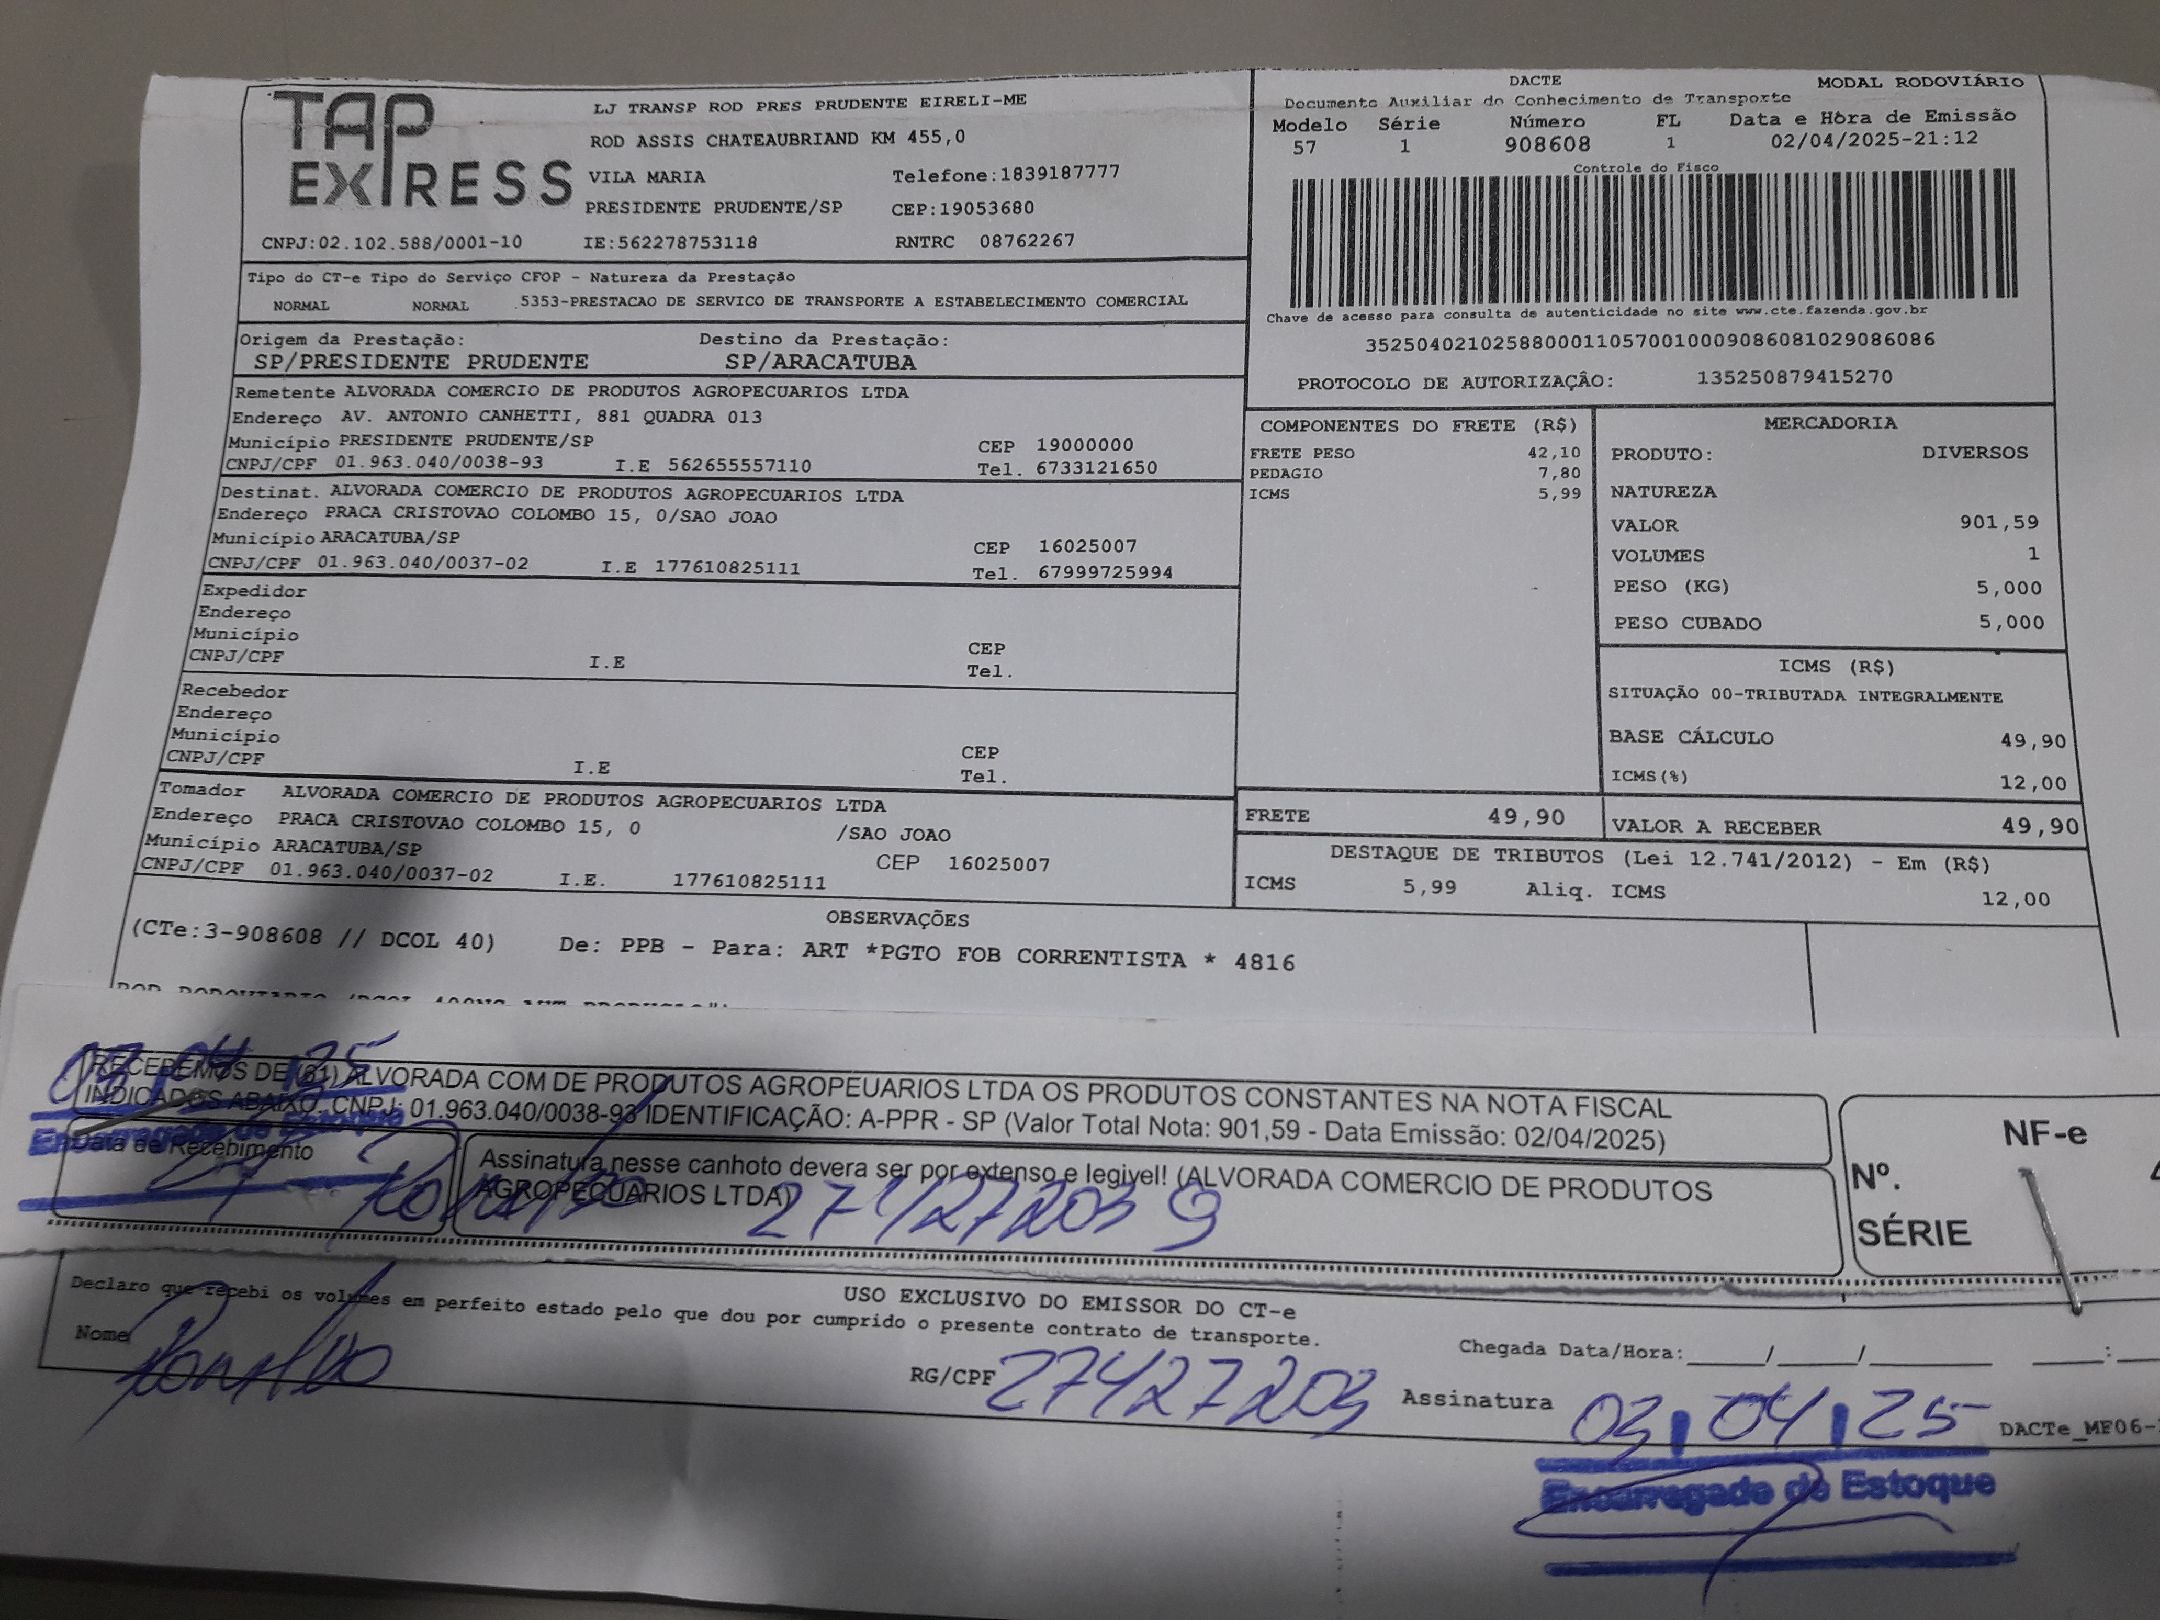 TAP EXPRESS
LJ TRANSP ROD PRES PRUDENTE EIRELI-ME
ROD ASSIS CHATEAUBRIAND KM 455,0
VILA MARIA Telefone:1839187777
PRESIDENTE PRUDENTE/SP CEP:19053680
CNPJ:02.102.588/0001-10 IE:562278753118 RNTRC 08762267
DACTE MODAL RODOVIÁRIO
Documento Auxiliar do Conhecimento de Transporte
Modelo Série Número FL Data e Hora de Emissão
57 1 908608 1 02/04/2025-21:12
Controle do Fisco
Chave de acesso para consulta de autenticidade no site www.cte.fazenda.gov.br
35250402102588000110570010009086081029086086
PROTOCOLO DE AUTORIZAÇÃO: 135250879415270
Tipo do CT-e Tipo do Serviço CFOP - Natureza da Prestação
NORMAL NORMAL 5353-PRESTACAO DE SERVICO DE TRANSPORTE A ESTABELECIMENTO COMERCIAL
Origem da Prestação: Destino da Prestação:
SP/PRESIDENTE PRUDENTE SP/ARACATUBA
Remetente ALVORADA COMERCIO DE PRODUTOS AGROPECUARIOS LTDA
Endereço AV. ANTONIO CANHETTI, 881 QUADRA 013
Município PRESIDENTE PRUDENTE/SP CEP 19000000
CNPJ/CPF 01.963.040/0038-93 I.E 562655557110 Tel. 6733121650
Destinat. ALVORADA COMERCIO DE PRODUTOS AGROPECUARIOS LTDA
Endereço PRACA CRISTOVAO COLOMBO 15, 0/SAO JOAO
Município ARACATUBA/SP CEP 16025007
CNPJ/CPF 01.963.040/0037-02 I.E 177610825111 Tel. 67999725994
Expedidor
Endereço
Município CEP
CNPJ/CPF I.E Tel.
Recebedor
Endereço
Município CEP
CNPJ/CPF I.E Tel.
Tomador ALVORADA COMERCIO DE PRODUTOS AGROPECUARIOS LTDA
Endereço PRACA CRISTOVAO COLOMBO 15, 0 /SAO JOAO
Município ARACATUBA/SP CEP 16025007
CNPJ/CPF 01.963.040/0037-02 I.E. 177610825111
COMPONENTES DO FRETE (R$)
FRETE PESO 42,10
PEDAGIO 7,80
ICMS 5,99
MERCADORIA
PRODUTO: DIVERSOS
NATUREZA
VALOR 901,59
VOLUMES 1
PESO (KG) 5,000
PESO CUBADO 5,000
ICMS (R$)
SITUAÇÃO 00-TRIBUTADA INTEGRALMENTE
BASE CÁLCULO 49,90
ICMS(%) 12,00
FRETE 49,90 VALOR A RECEBER 49,90
DESTAQUE DE TRIBUTOS (Lei 12.741/2012) - Em (R$)
ICMS 5,99 Aliq. ICMS 12,00
OBSERVAÇÕES
(CTe:3-908608 // DCOL 40) De: PPB - Para: ART *PGTO FOB CORRENTISTA * 4816
03 04 25
RECEBEMOS DE (61) ALVORADA COM DE PRODUTOS AGROPEUARIOS LTDA OS PRODUTOS CONSTANTES NA NOTA FISCAL
INDICADOS ABAIXO. CNPJ: 01.963.040/0038-93 IDENTIFICAÇÃO: A-PPR - SP (Valor Total Nota: 901,59 - Data Emissão: 02/04/2025)
Encarregado de Estoque
Data de Recebimento
Assinatura nesse canhoto devera ser por extenso e legivel! (ALVORADA COMERCIO DE PRODUTOS
AGROPECUARIOS LTDA)
Ronaldo 27427203 9
NF-e
Nº.
SÉRIE
USO EXCLUSIVO DO EMISSOR DO CT-e
Declaro que recebi os volumes em perfeito estado pelo que dou por cumprido o presente contrato de transporte.
Nome Ronaldo RG/CPF 27427203 Chegada Data/Hora:_____/_____/________ _____:
Assinatura 03 04 25
DACTe_MF06-
Encarregado de Estoque